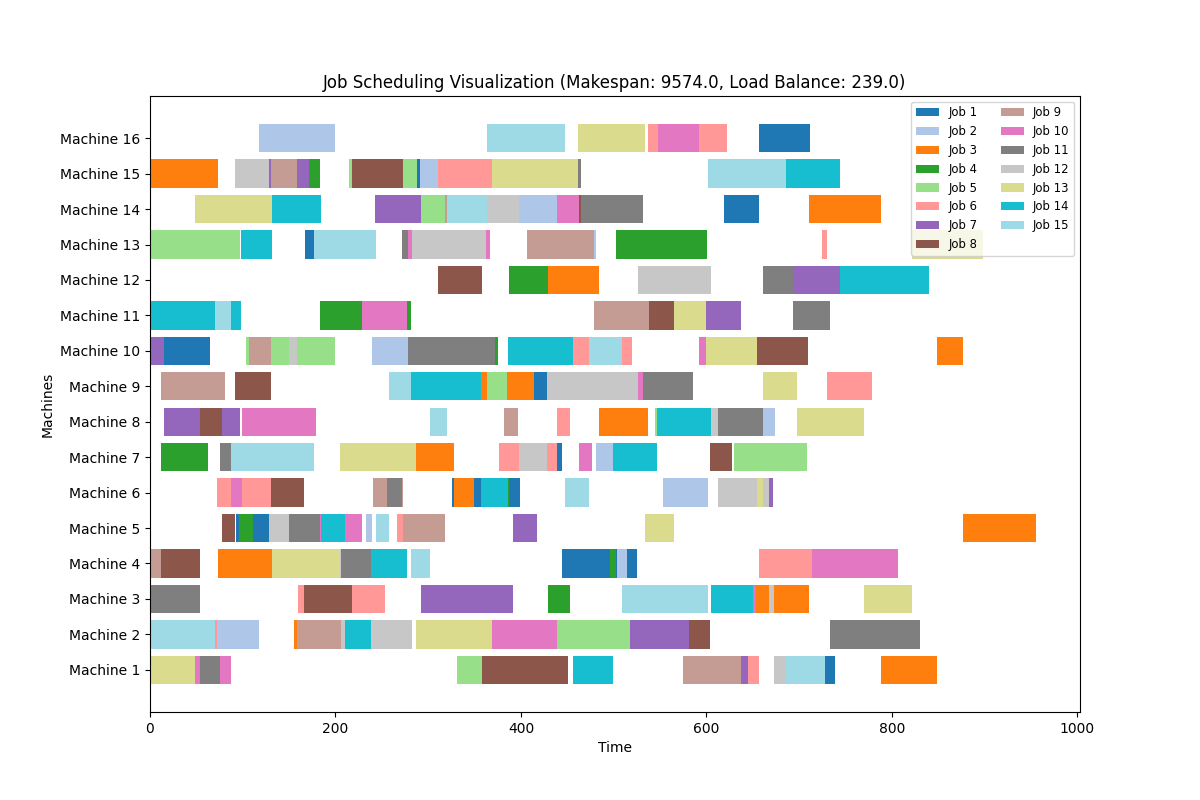 Job Scheduling Visualization (Makespan: 9574.0, Load Balance: 239.0)
Machine 16
Machine 15
Machine 14
Machine 13
Machine 12
Machine 11
Machine 10
Machine 9
Machine 8
Machine 7
Machine 6
Machine 5
Machine 4
Machine 3
Machine 2
Machine 1
Machines
0 200 400 600 800 1000
Time
Job 1
Job 2
Job 3
Job 4
Job 5
Job 6
Job 7
Job 8
Job 9
Job 10
Job 11
Job 12
Job 13
Job 14
Job 15